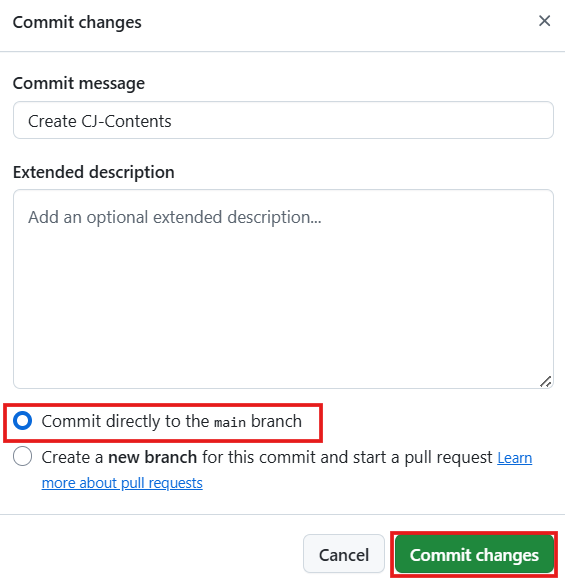 Commit changes
Commit message
Create CJ-Contents
Extended description
Add an optional extended description...
Commit directly to the main branch
Create a new branch for this commit and start a pull request Learn
more about pull requests
Cancel
Commit changes